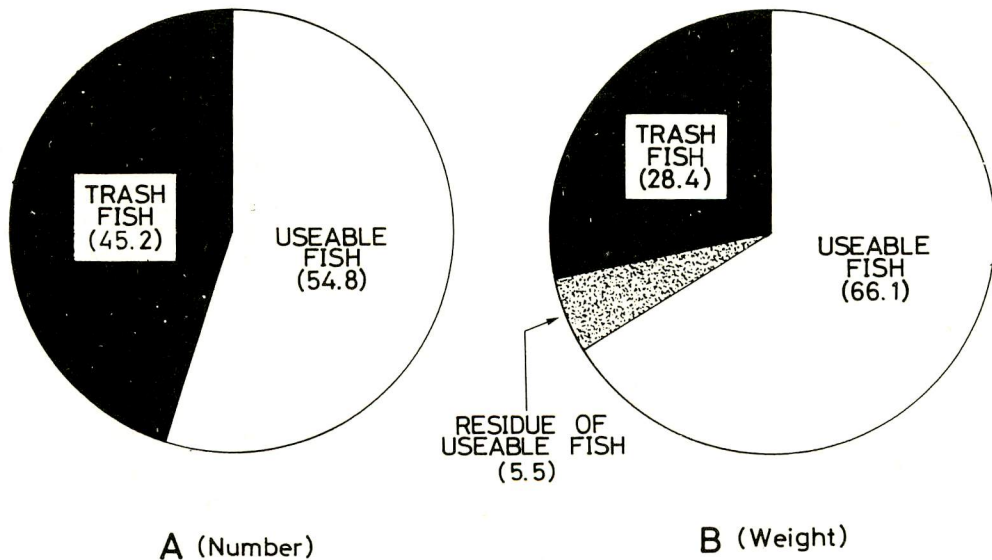 TRASH
FISH
(45.2)
USEABLE
FISH
(54.8)
A (Number)
TRASH
FISH
(28.4)
USEABLE
FISH
(66.1)
RESIDUE OF
USEABLE FISH
(5.5)
B (Weight)